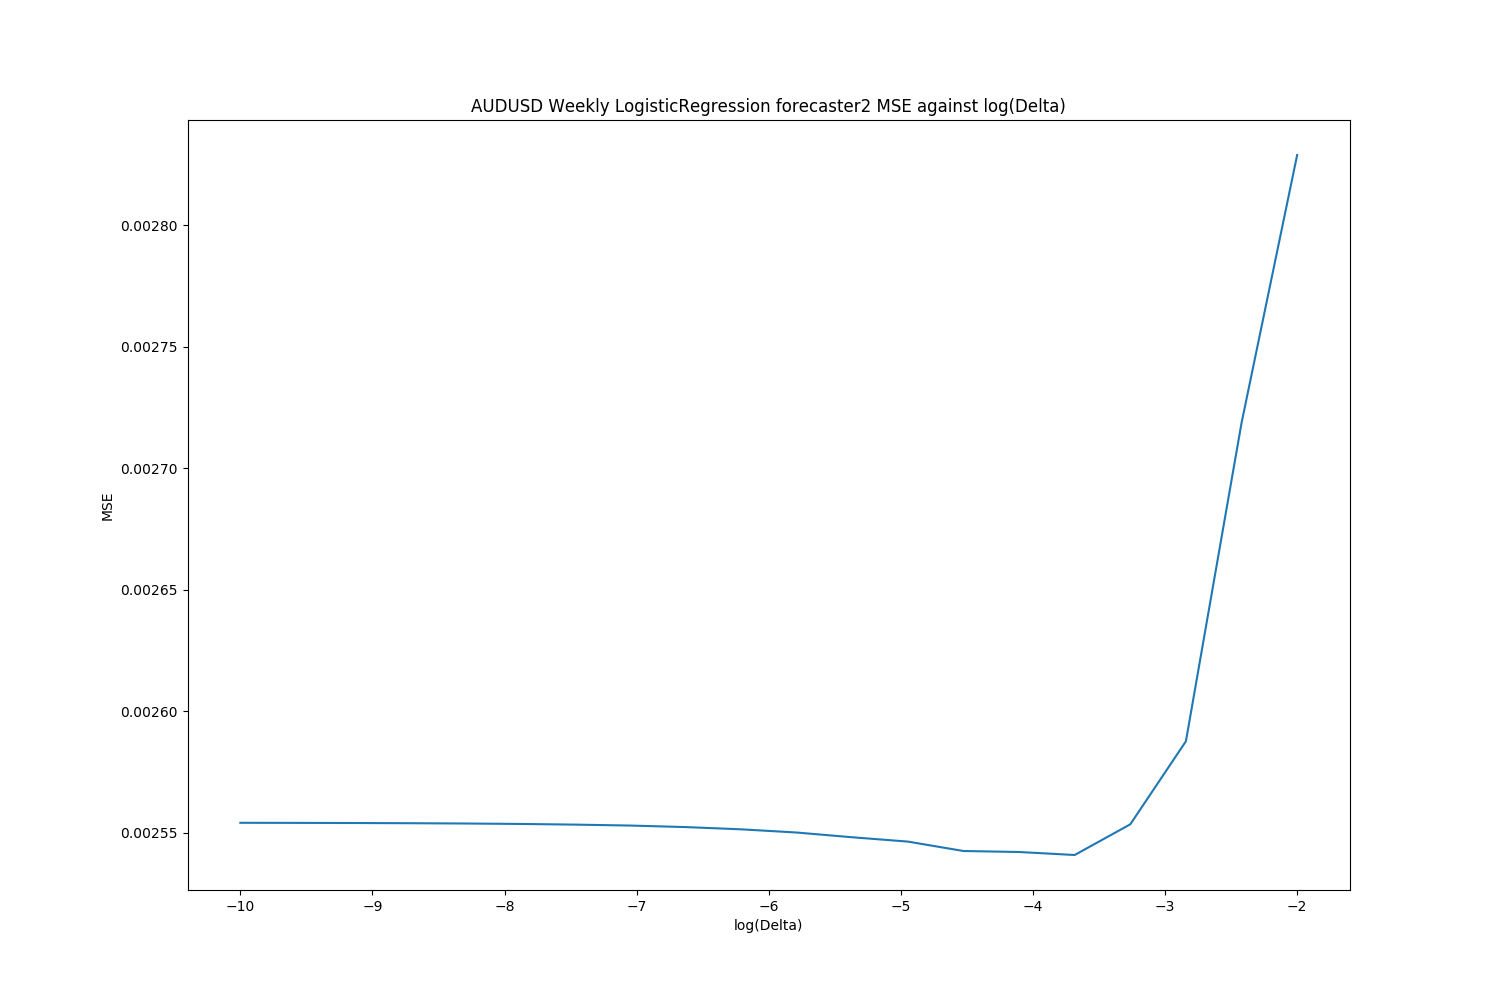 AUDUSD Weekly LogisticRegression forecaster2 MSE against log(Delta)
0.00280
0.00275
0.00270
MSE
0.00265
0.00260
0.00255
−10 −9 −8 −7 −6 −5 −4 −3 −2
log(Delta)